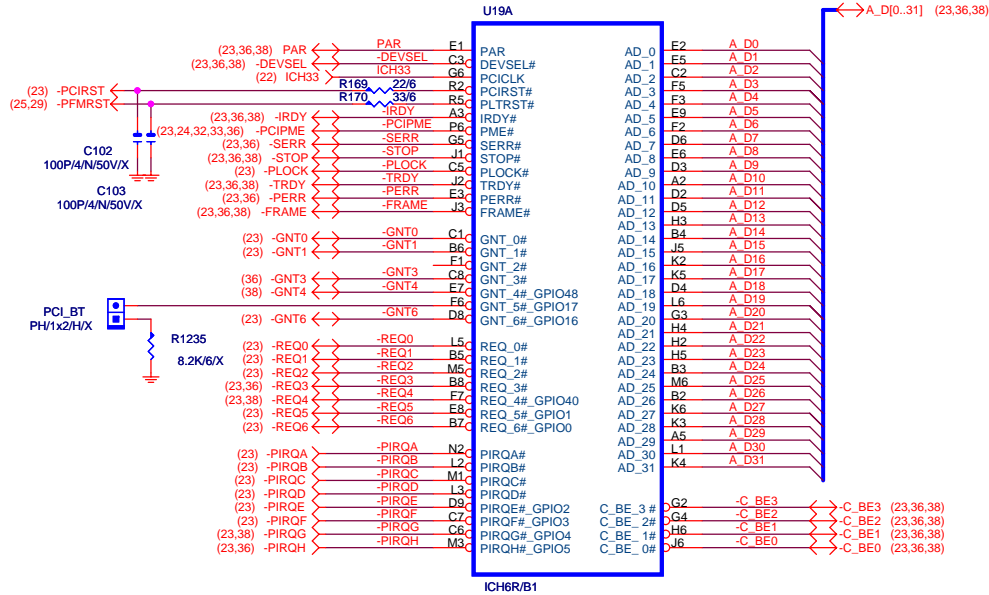 U19A
A_D[0..31] (23,36,38)
(23,36,38) PAR PAR E1 PAR AD_0 E2 A_D0
(23,36,38) -DEVSEL -DEVSEL C3 DEVSEL# AD_1 E5 A_D1
(22) ICH33 ICH33 G6 PCICLK AD_2 C2 A_D2
(23) -PCIRST R169 22/6 R2 PCIRST# AD_3 F5 A_D3
(25,29) -PFMRST R170 33/6 R5 PLTRST# AD_4 F3 A_D4
(23,36,38) -IRDY -IRDY A3 IRDY# AD_5 E9 A_D5
(23,24,32,33,36) -PCIPME -PCIPME P6 PME# AD_6 F2 A_D6
(23,36) -SERR -SERR G5 SERR# AD_7 D6 A_D7
(23,36,38) -STOP -STOP J1 STOP# AD_8 E6 A_D8
(23) -PLOCK -PLOCK C5 PLOCK# AD_9 D3 A_D9
(23,36,38) -TRDY -TRDY J2 TRDY# AD_10 A2 A_D10
(23,36) -PERR -PERR E3 PERR# AD_11 D2 A_D11
(23,36,38) -FRAME -FRAME J3 FRAME# AD_12 D5 A_D12
C102
100P/4/N/50V/X
C103
100P/4/N/50V/X
AD_13 H3 A_D13
(23) -GNT0 -GNT0 C1 GNT_0# AD_14 B4 A_D14
(23) -GNT1 -GNT1 B6 GNT_1# AD_15 J5 A_D15
F1 GNT_2# AD_16 K2 A_D16
(36) -GNT3 -GNT3 C8 GNT_3# AD_17 K5 A_D17
(38) -GNT4 -GNT4 E7 GNT_4#_GPIO48 AD_18 D4 A_D18
F6 GNT_5#_GPIO17 AD_19 L6 A_D19
(23) -GNT6 -GNT6 D8 GNT_6#_GPIO16 AD_20 G3 A_D20
PCI_BT
PH/1x2/H/X
R1235
8.2K/6/X
AD_21 H4 A_D21
(23) -REQ0 -REQ0 L5 REQ_0# AD_22 H2 A_D22
(23) -REQ1 -REQ1 B5 REQ_1# AD_23 H5 A_D23
(23) -REQ2 -REQ2 M5 REQ_2# AD_24 B3 A_D24
(23,36) -REQ3 -REQ3 B8 REQ_3# AD_25 M6 A_D25
(23,38) -REQ4 -REQ4 F7 REQ_4#_GPIO40 AD_26 B2 A_D26
(23) -REQ5 -REQ5 E8 REQ_5#_GPIO1 AD_27 K6 A_D27
(23) -REQ6 -REQ6 B7 REQ_6#_GPIO0 AD_28 K3 A_D28
AD_29 A5 A_D29
(23) -PIRQA -PIRQA N2 PIRQA# AD_30 L1 A_D30
(23) -PIRQB -PIRQB L2 PIRQB# AD_31 K4 A_D31
(23) -PIRQC -PIRQC M1 PIRQC#
(23) -PIRQD -PIRQD L3 PIRQD#
(23) -PIRQE -PIRQE D9 PIRQE#_GPIO2 C_BE_3 # G2 -C_BE3 -C_BE3 (23,36,38)
(23) -PIRQF -PIRQF C7 PIRQF#_GPIO3 C_BE_ 2# G4 -C_BE2 -C_BE2 (23,36,38)
(23,38) -PIRQG -PIRQG C6 PIRQG#_GPIO4 C_BE_ 1# H6 -C_BE1 -C_BE1 (23,36,38)
(23,36) -PIRQH -PIRQH M3 PIRQH#_GPIO5 C_BE_ 0# J6 -C_BE0 -C_BE0 (23,36,38)
ICH6R/B1